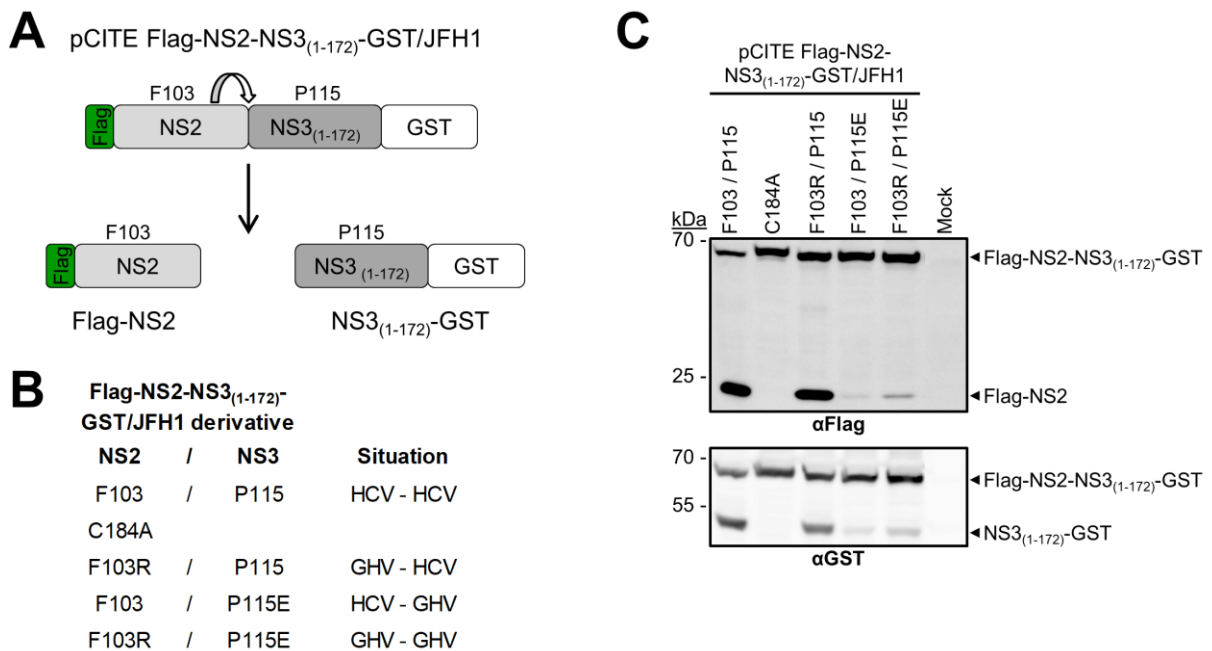 A
pCITE Flag-NS2-NS3(1-172)-GST/JFH1
F103 P115
Flag NS2 NS3(1-172) GST
F103 P115
Flag NS2 NS3 (1-172) GST
Flag-NS2 NS3(1-172)-GST
B
Flag-NS2-NS3(1-172)-
GST/JFH1 derivative
NS2 / NS3 Situation
F103 / P115 HCV - HCV
C184A
F103R / P115 GHV - HCV
F103 / P115E HCV - GHV
F103R / P115E GHV - GHV
C
pCITE Flag-NS2-
NS3(1-172)-GST/JFH1
F103 / P115
C184A
F103R / P115
F103 / P115E
F103R / P115E
Mock
kDa
70 -
Flag-NS2-NS3(1-172)-GST
25 -
Flag-NS2
αFlag
70 -
Flag-NS2-NS3(1-172)-GST
55 -
NS3(1-172)-GST
αGST